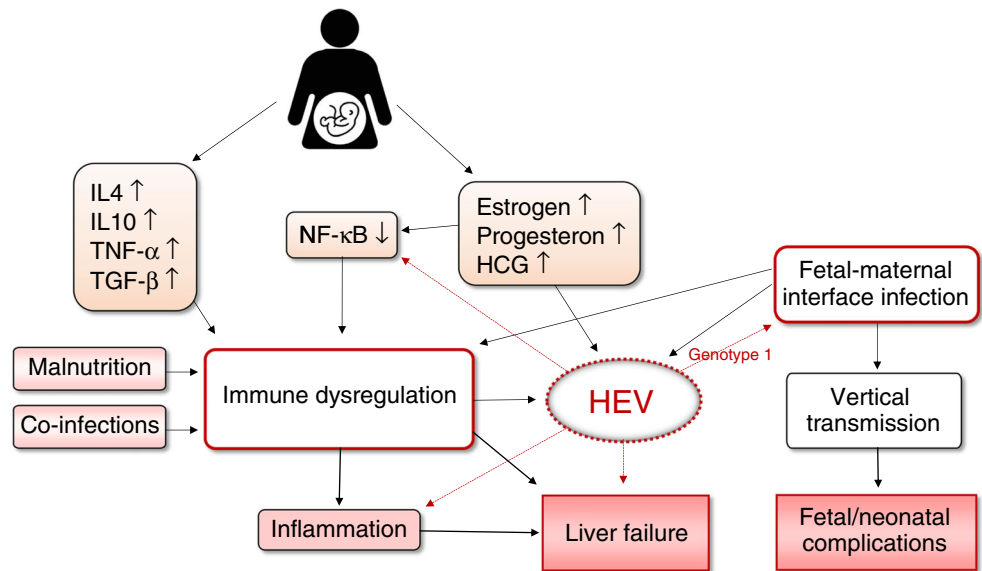 IL4 ↑
IL10 ↑
TNF-α ↑
TGF-β ↑
NF-κB ↓
Estrogen ↑
Progesteron ↑
HCG ↑
Fetal-maternal
interface infection
Genotype 1
Malnutrition
Co-infections
Immune dysregulation
HEV
Vertical
transmission
Inflammation
Liver failure
Fetal/neonatal
complications